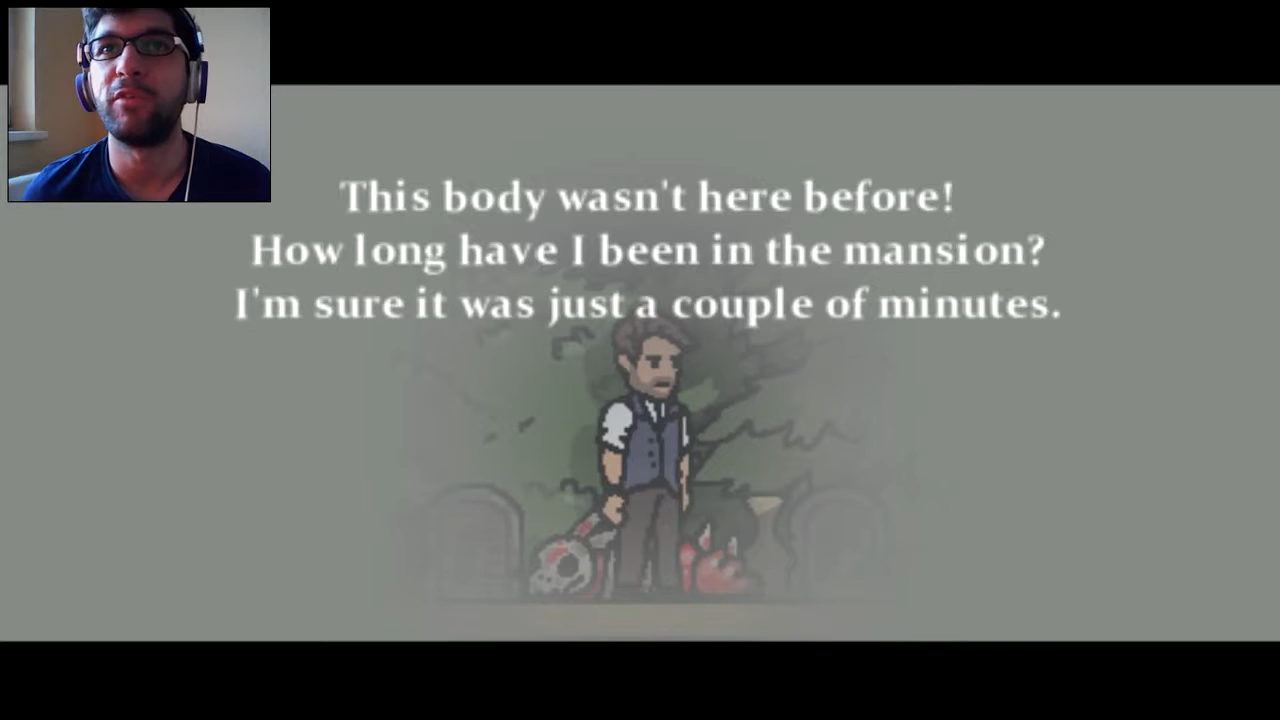 This body wasn't here before!
How long have I been in the mansion?
I'm sure it was just a couple of minutes.